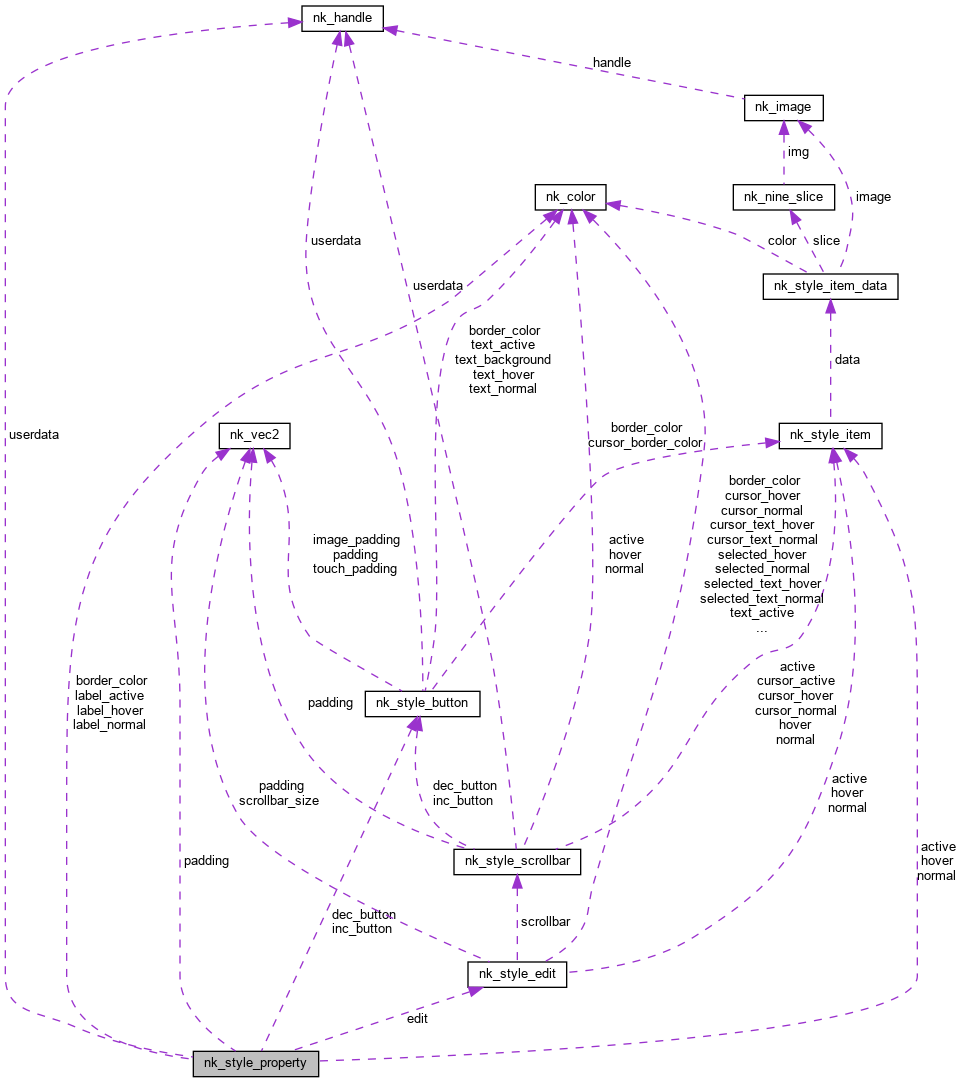 nk_handle
handle
nk_image
img
nk_color
nk_nine_slice
image
userdata
color
slice
userdata
nk_style_item_data
border_color
text_active
text_background
text_hover
text_normal
data
userdata
nk_vec2
border_color
cursor_border_color
nk_style_item
image_padding
padding
touch_padding
active
hover
normal
border_color
cursor_hover
cursor_normal
cursor_text_hover
cursor_text_normal
selected_hover
selected_normal
selected_text_hover
selected_text_normal
text_active
...
border_color
label_active
label_hover
label_normal
padding
nk_style_button
active
cursor_active
cursor_hover
cursor_normal
hover
normal
padding
scrollbar_size
dec_button
inc_button
active
hover
normal
padding
nk_style_scrollbar
active
hover
normal
dec_button
inc_button
scrollbar
nk_style_edit
edit
nk_style_property